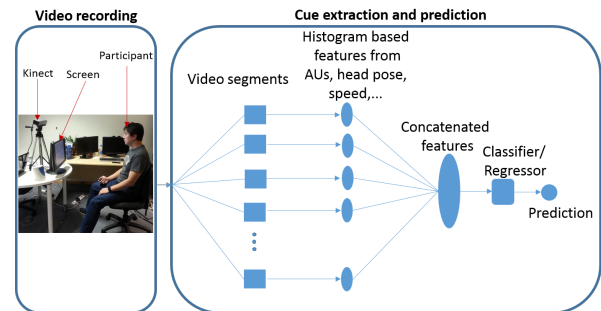 Video recording
Cue extraction and prediction
Participant
Kinect
Screen
Video segments
Histogram based
features from
AUs, head pose,
speed,...
Concatenated
features
Classifier/
Regressor
Prediction